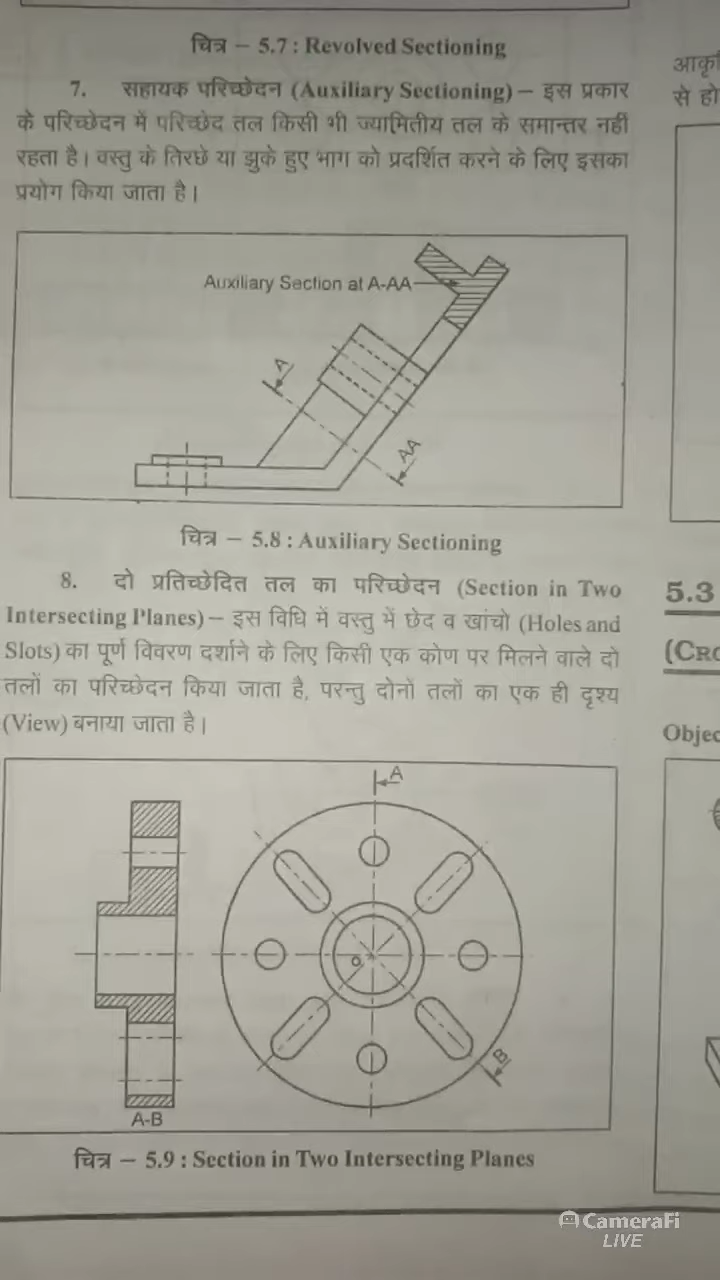 चित्र – 5.7 : Revolved Sectioning
7. सहायक परिच्छेदन (Auxiliary Sectioning) – इस प्रकार
के परिच्छेदन में परिच्छेद तल किसी भी ज्यामितीय तल के समान्तर नहीं
रहता है। वस्तु के तिरछे या झुके हुए भाग को प्रदर्शित करने के लिए इसका
प्रयोग किया जाता है।
Auxiliary Section at A-AA
A
AA
चित्र – 5.8 : Auxiliary Sectioning
8. दो प्रतिच्छेदित तल का परिच्छेदन (Section in Two
Intersecting Planes) – इस विधि में वस्तु में छेद व खांचो (Holes and
Slots) का पूर्ण विवरण दर्शाने के लिए किसी एक कोण पर मिलने वाले दो
तलों का परिच्छेदन किया जाता है, परन्तु दोनों तलों का एक ही दृश्य
(View) बनाया जाता है।
A
O
B
A-B
चित्र – 5.9 : Section in Two Intersecting Planes
से हो
5.3
CameraFi
LIVE